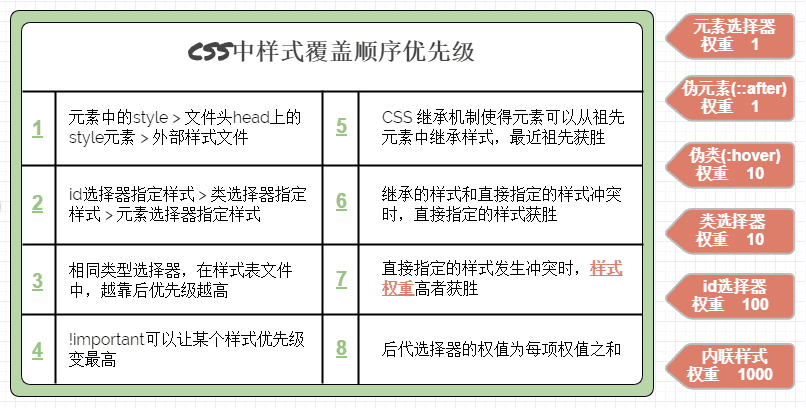 CSS中样式覆盖顺序优先级
1
元素中的style > 文件头head上的
style元素 > 外部样式文件
2
id选择器指定样式 > 类选择器指定
样式 > 元素选择器指定样式
3
相同类型选择器，在样式表文件
中，越靠后优先级越高
4
!important可以让某个样式优先级
变最高
5
CSS 继承机制使得元素可以从祖先
元素中继承样式，最近祖先获胜
6
继承的样式和直接指定的样式冲突
时，直接指定的样式获胜
7
直接指定的样式发生冲突时，样式
权重高者获胜
8
后代选择器的权值为每项权值之和
元素选择器
权重 1
伪元素(::after)
权重 1
伪类(:hover)
权重 10
类选择器
权重 10
id选择器
权重 100
内联样式
权重 1000